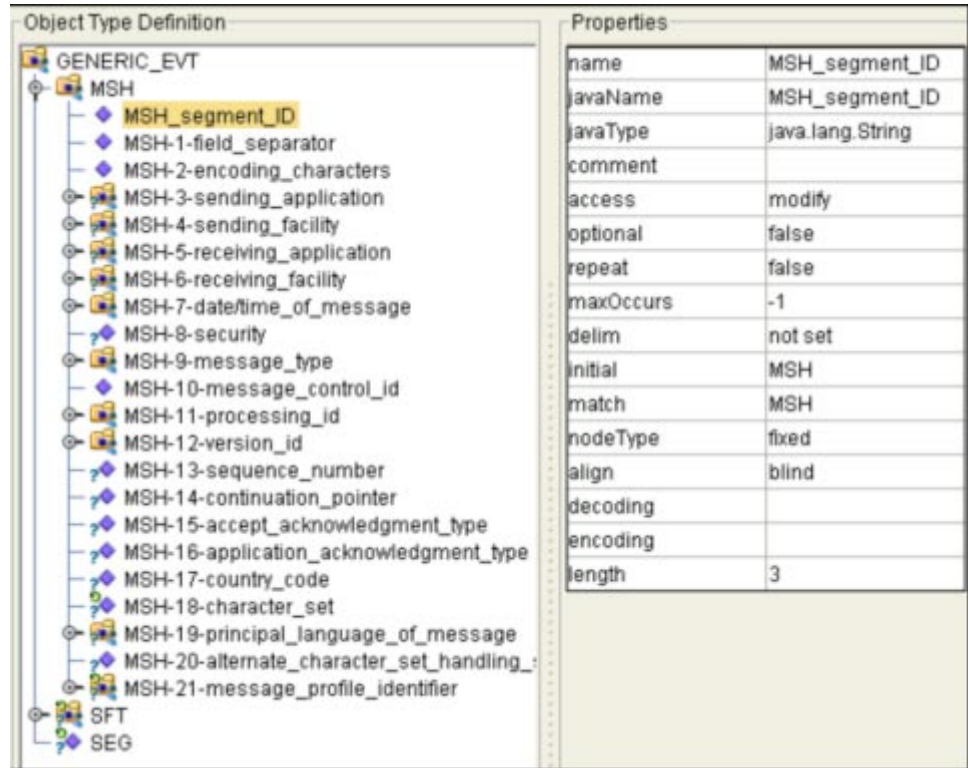 Object Type Definition
GENERIC_EVT
MSH
MSH_segment_ID
MSH-1-field_separator
MSH-2-encoding_characters
MSH-3-sending_application
MSH-4-sending_facility
MSH-5-receiving_application
MSH-6-receiving_facility
MSH-7-date/time_of_message
MSH-8-security
MSH-9-message_type
MSH-10-message_control_id
MSH-11-processing_id
MSH-12-version_id
MSH-13-sequence_number
MSH-14-continuation_pointer
MSH-15-accept_acknowledgment_type
MSH-16-application_acknowledgment_type
MSH-17-country_code
MSH-18-character_set
MSH-19-principal_language_of_message
MSH-20-alternate_character_set_handling_
MSH-21-message_profile_identifier
SFT
SEG
Properties
name MSH_segment_ID
javaName MSH_segment_ID
javaType java.lang.String
comment
access modify
optional false
repeat false
maxOccurs -1
delim not set
initial MSH
match MSH
nodeType fixed
align blind
decoding
encoding
length 3